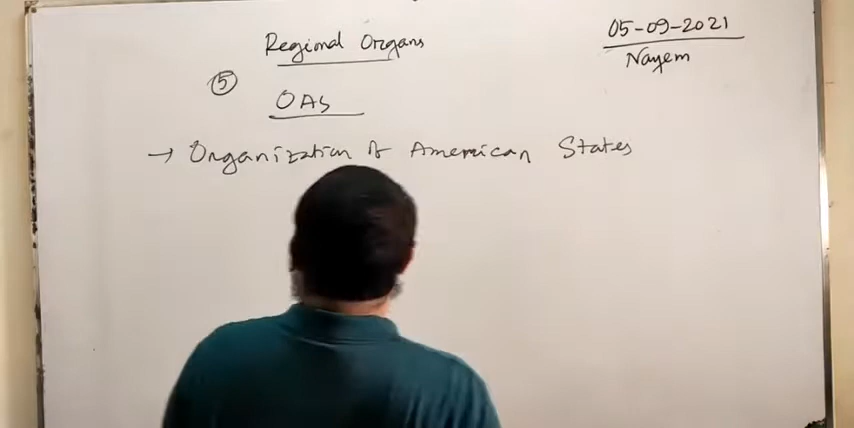 Regional Organs
05-09-2021
Nayem
⑤
OAS
→ Organization of American States